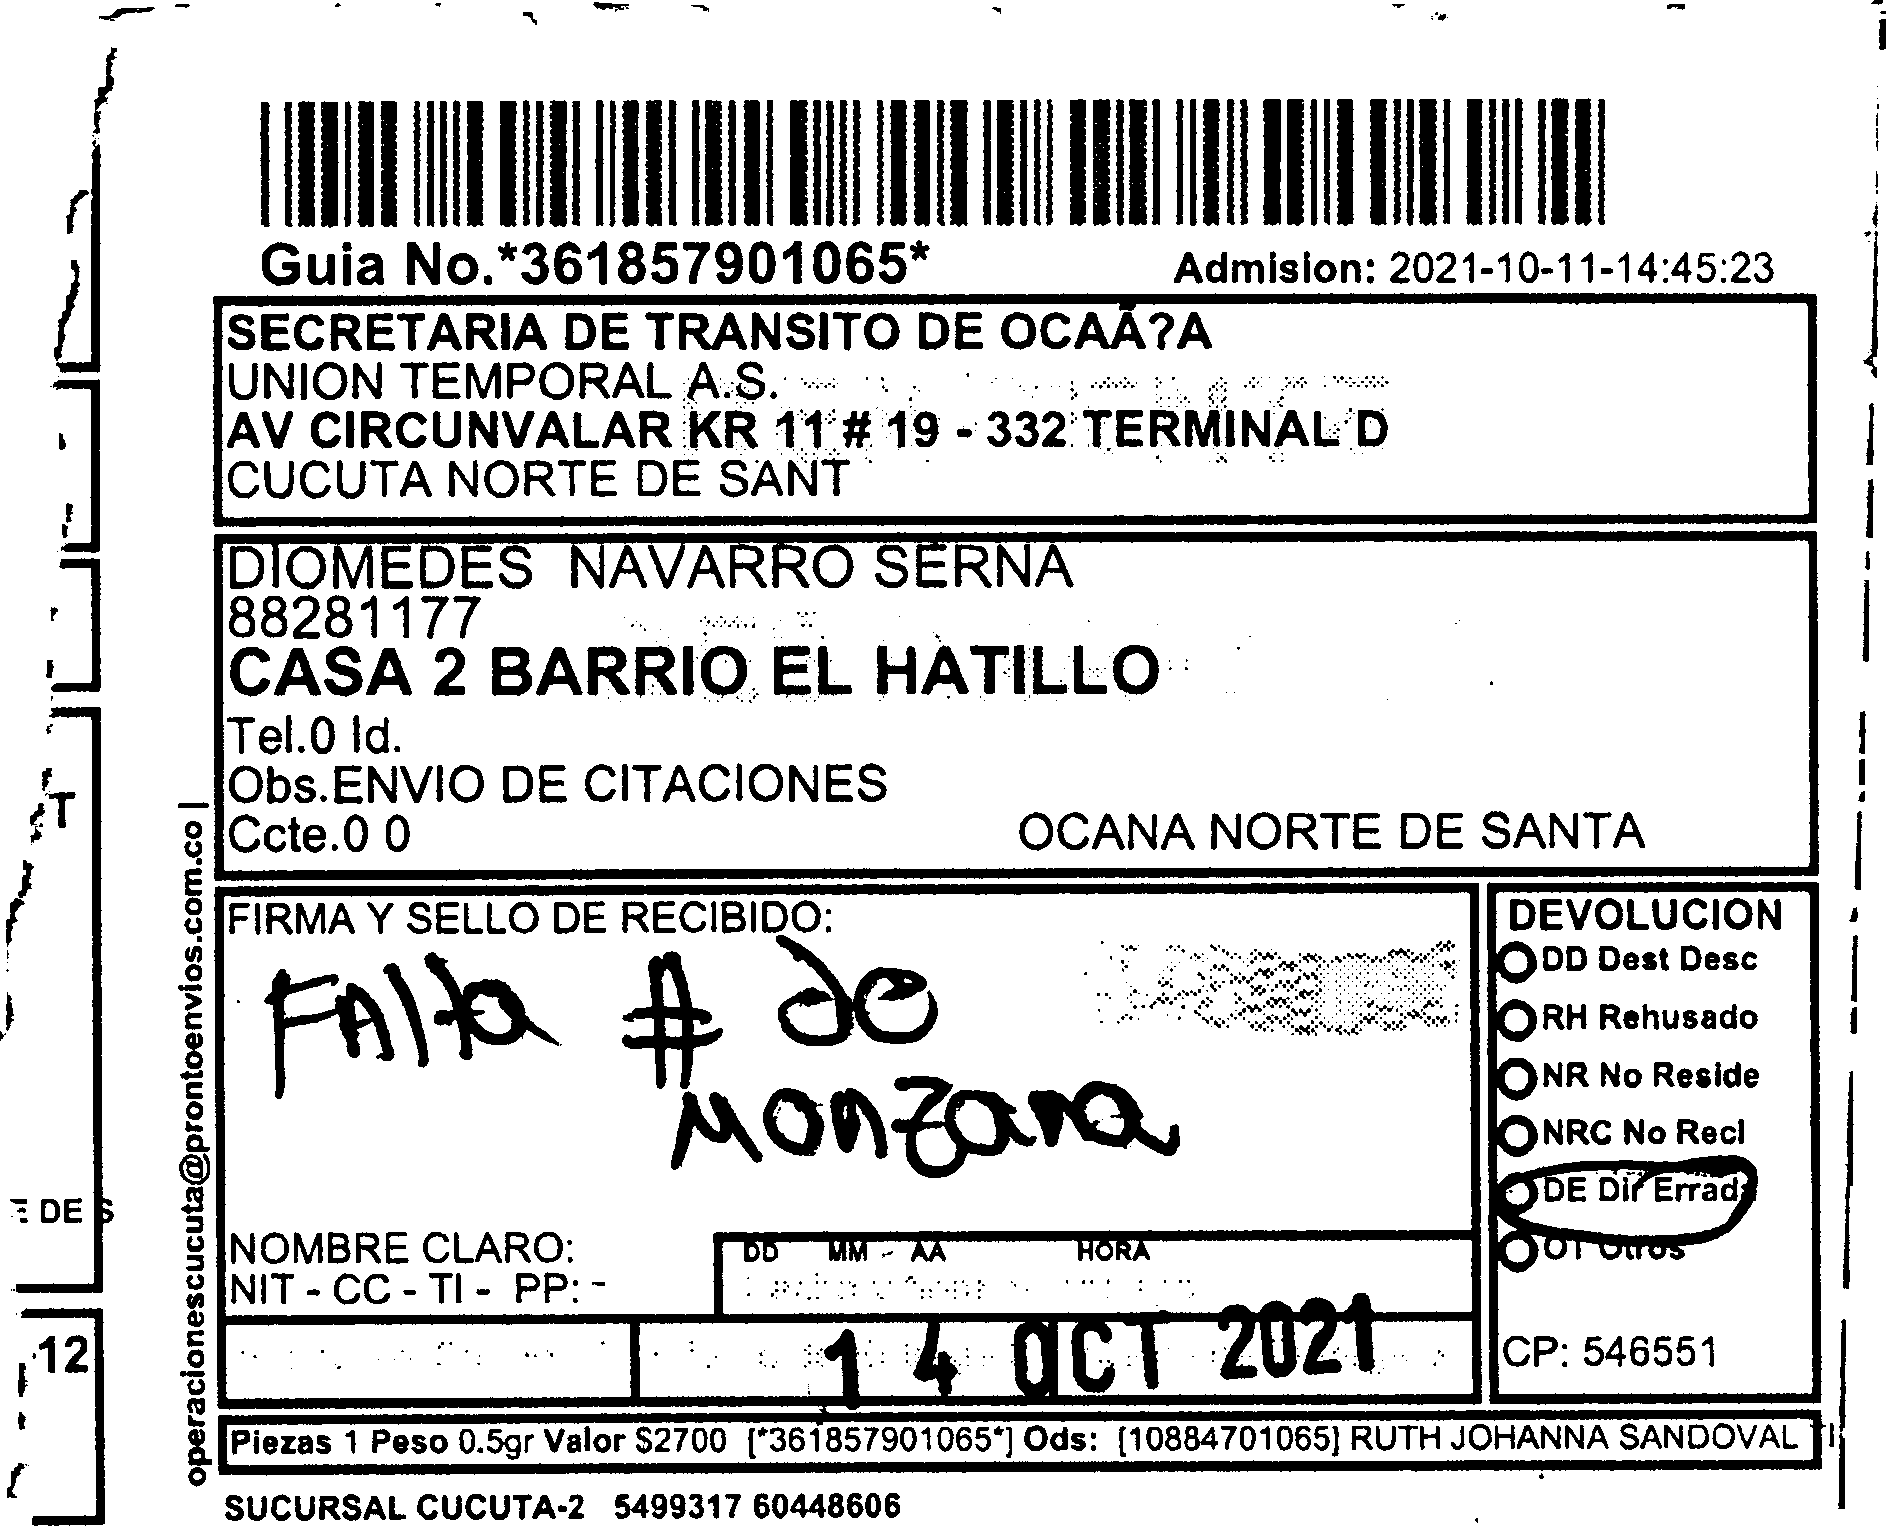 Guia No.*361857901065*
Admision: 2021-10-11-14:45:23
SECRETARIA DE TRANSITO DE OCAÃ?A
UNION TEMPORAL A.S.
AV CIRCUNVALAR KR 11 # 19 - 332 TERMINAL D
CUCUTA NORTE DE SANT
DIOMEDES NAVARRO SERNA
88281177
CASA 2 BARRIO EL HATILLO
Tel.0 Id.
Obs.ENVIO DE CITACIONES
Ccte.0 0
OCANA NORTE DE SANTA
FIRMA Y SELLO DE RECIBIDO:
Falta # de
Manzana
NOMBRE CLARO:
NIT - CC - TI - PP: -
DD MM - AA HORA
14 OCT 2021
DEVOLUCION
DD Dest Desc
RH Rehusado
NR No Reside
NRC No Recl
DE Dir Errada
OT Otros
CP: 546551
Piezas 1 Peso 0.5gr Valor $2700 [*361857901065*] Ods: [10884701065] RUTH JOHANNA SANDOVAL
SUCURSAL CUCUTA-2 5499317 60448606
operacionescucuta@prontoenvios.com.co |
T
DE S
12